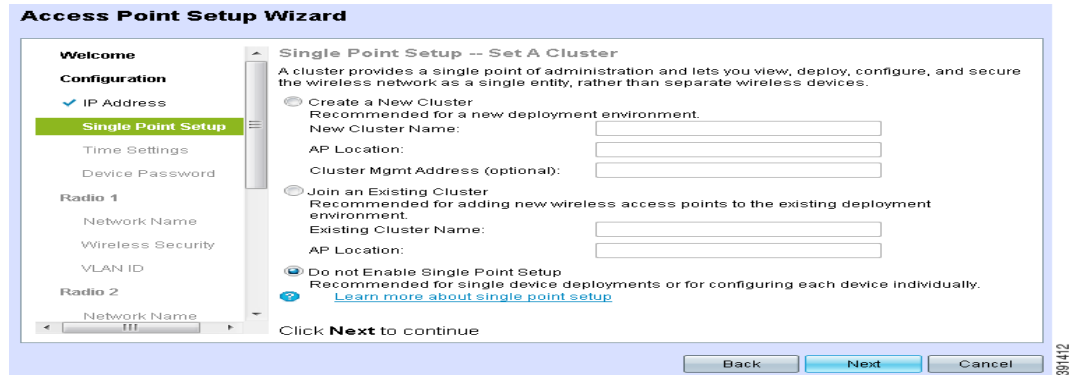 Access Point Setup Wizard
Welcome
Configuration
IP Address
Single Point Setup
Time Settings
Device Password
Radio 1
Network Name
Wireless Security
VLAN ID
Radio 2
Network Name
Single Point Setup -- Set A Cluster
A cluster provides a single point of administration and lets you view, deploy, configure, and secure
the wireless network as a single entity, rather than separate wireless devices.
Create a New Cluster
Recommended for a new deployment environment.
New Cluster Name:
AP Location:
Cluster Mgmt Address (optional):
Join an Existing Cluster
Recommended for adding new wireless access points to the existing deployment
environment.
Existing Cluster Name:
AP Location:
Do not Enable Single Point Setup
Recommended for single device deployments or for configuring each device individually.
Learn more about single point setup
Click Next to continue
Back
Next
Cancel
391412